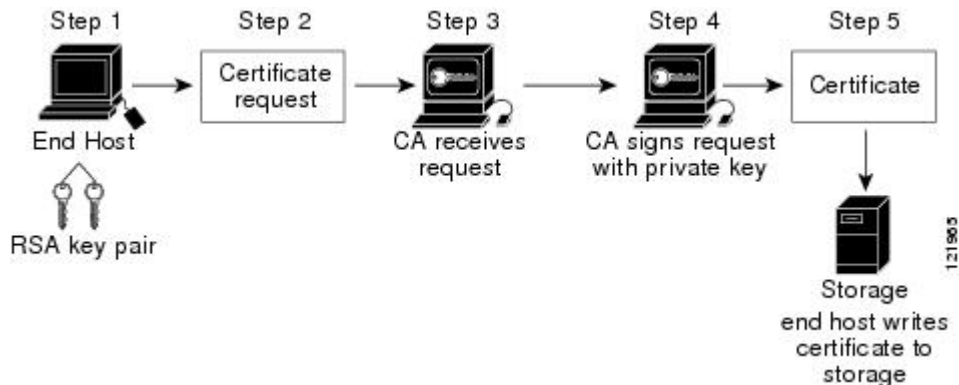 Step 1
Step 2
Step 3
Step 4
Step 5
End Host
RSA key pair
Certificate
request
CA receives
request
CA signs request
with private key
Certificate
Storage
end host writes
certificate to
storage
121965